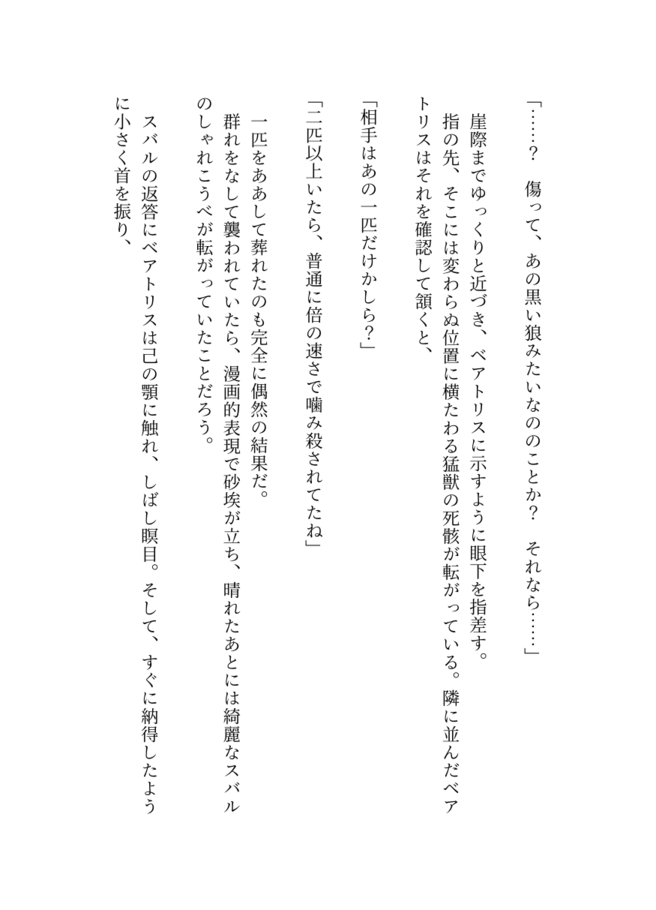 「……？　傷って、あの黒い狼みたいなののことか？　それなら……」
　崖際までゆっくりと近づき、ベアトリスに示すように眼下を指差す。
　指の先、そこには変わらぬ位置に横たわる猛獣の死骸が転がっている。隣に並んだベア
トリスはそれを確認して頷くと、
「相手はあの一匹だけかしら？」
「二匹以上いたら、普通に倍の速さで噛み殺されてたね」
　一匹をああして葬れたのも完全に偶然の結果だ。
　群れをなして襲われていたら、漫画的表現で砂埃が立ち、晴れたあとには綺麗なスバル
のしゃれこうべが転がっていたことだろう。
　スバルの返答にベアトリスは己の顎に触れ、しばし瞑目。そして、すぐに納得したよう
に小さく首を振り、